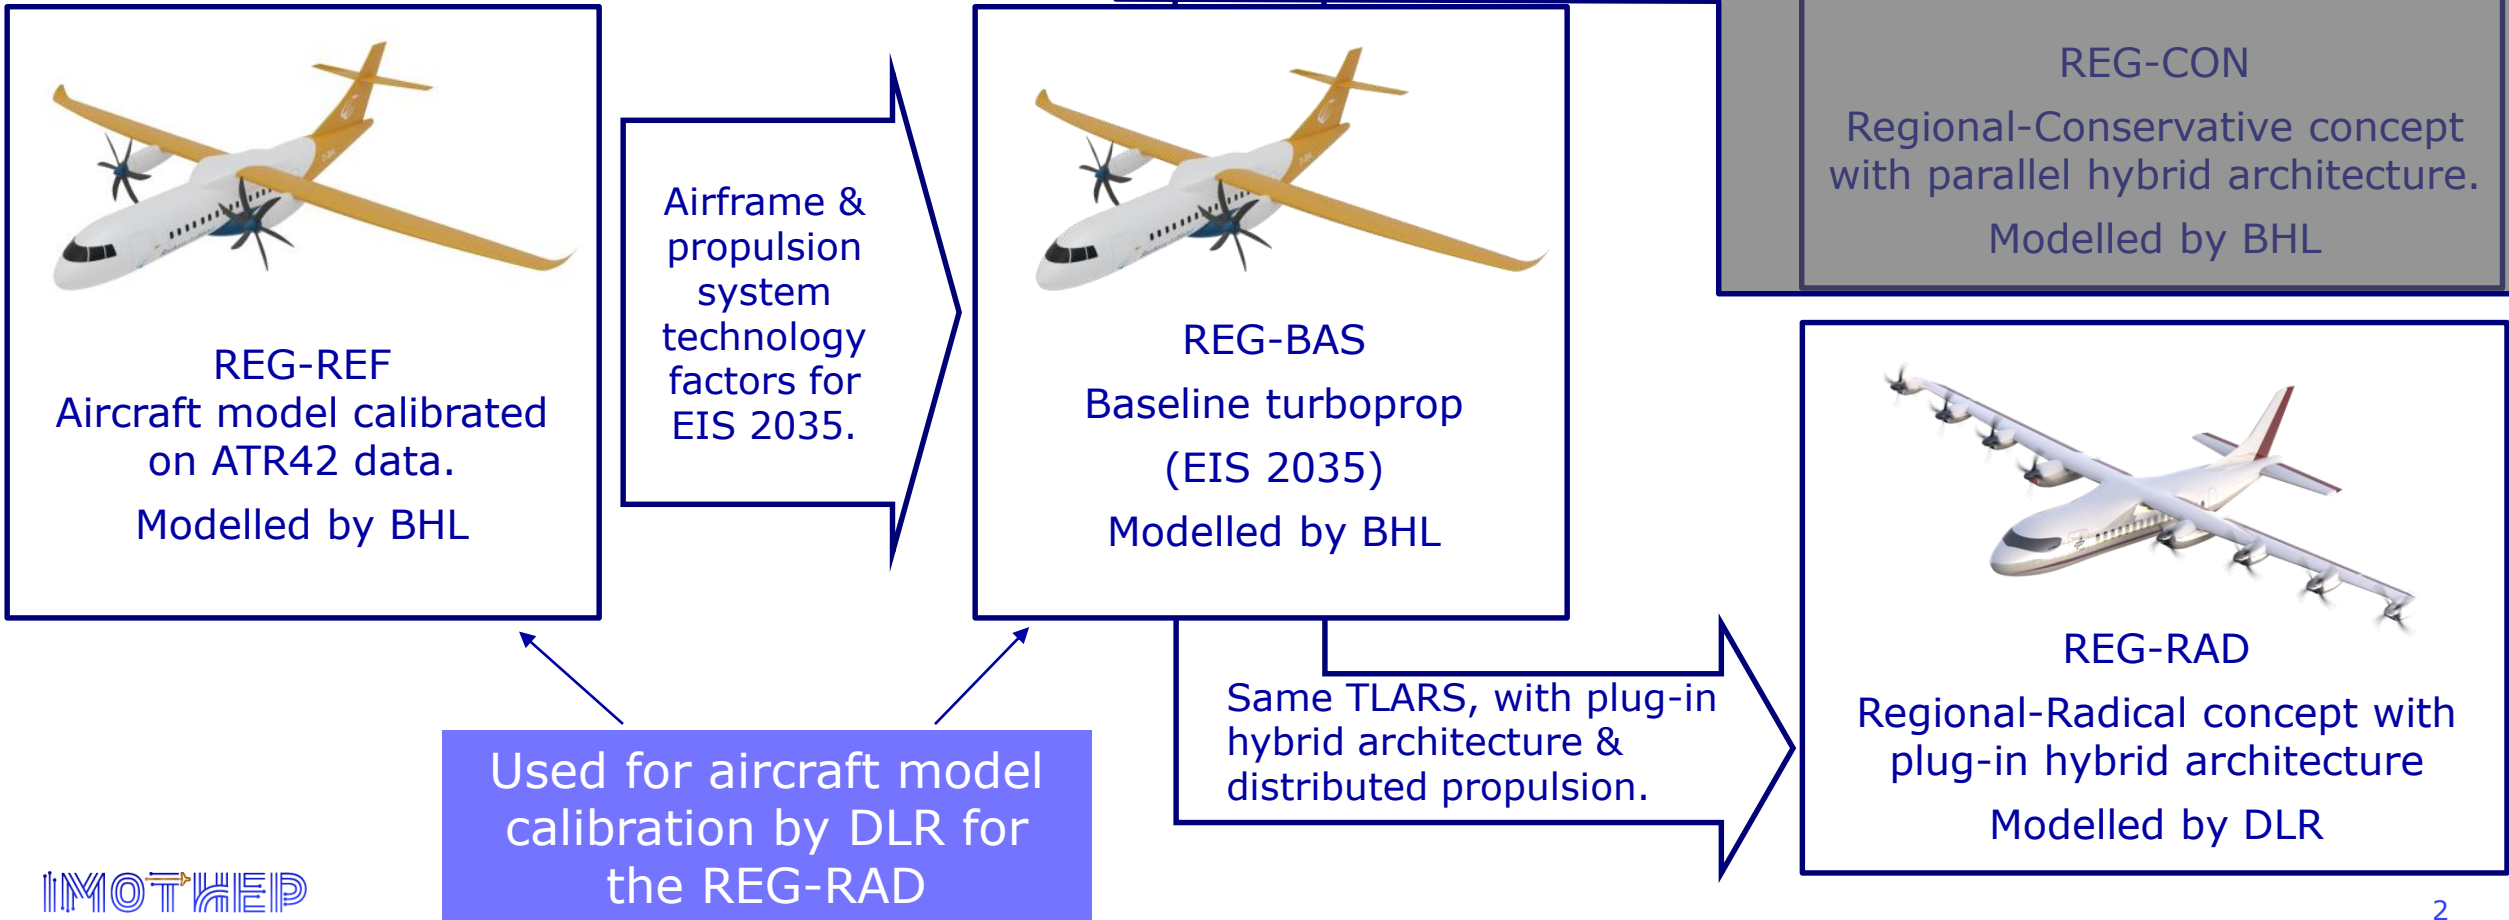 REG-REF
Aircraft model calibrated
on ATR42 data.
Modelled by BHL
Airframe &
propulsion
system
technology
factors for
EIS 2035.
REG-BAS
Baseline turboprop
(EIS 2035)
Modelled by BHL
REG-CON
Regional-Conservative concept
with parallel hybrid architecture.
Modelled by BHL
Same TLARS, with plug-in
hybrid architecture &
distributed propulsion.
REG-RAD
Regional-Radical concept with
plug-in hybrid architecture
Modelled by DLR
Used for aircraft model
calibration by DLR for
the REG-RAD
IMOTHEP
2